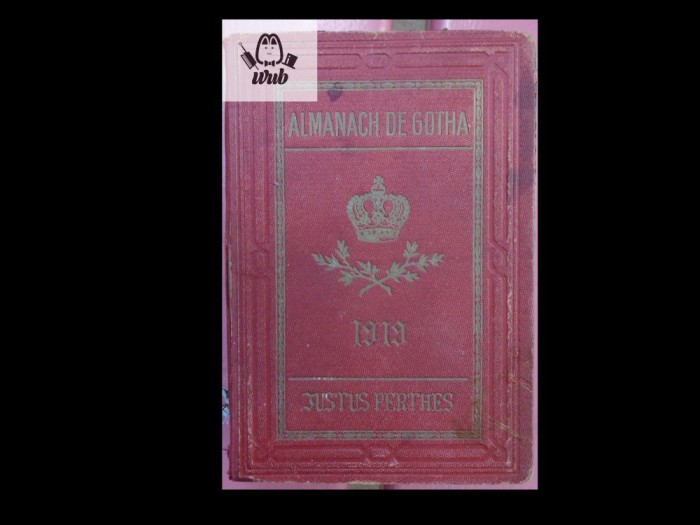 wub
ALMANACH DE GOTHA
1919
JUSTUS PERTHES